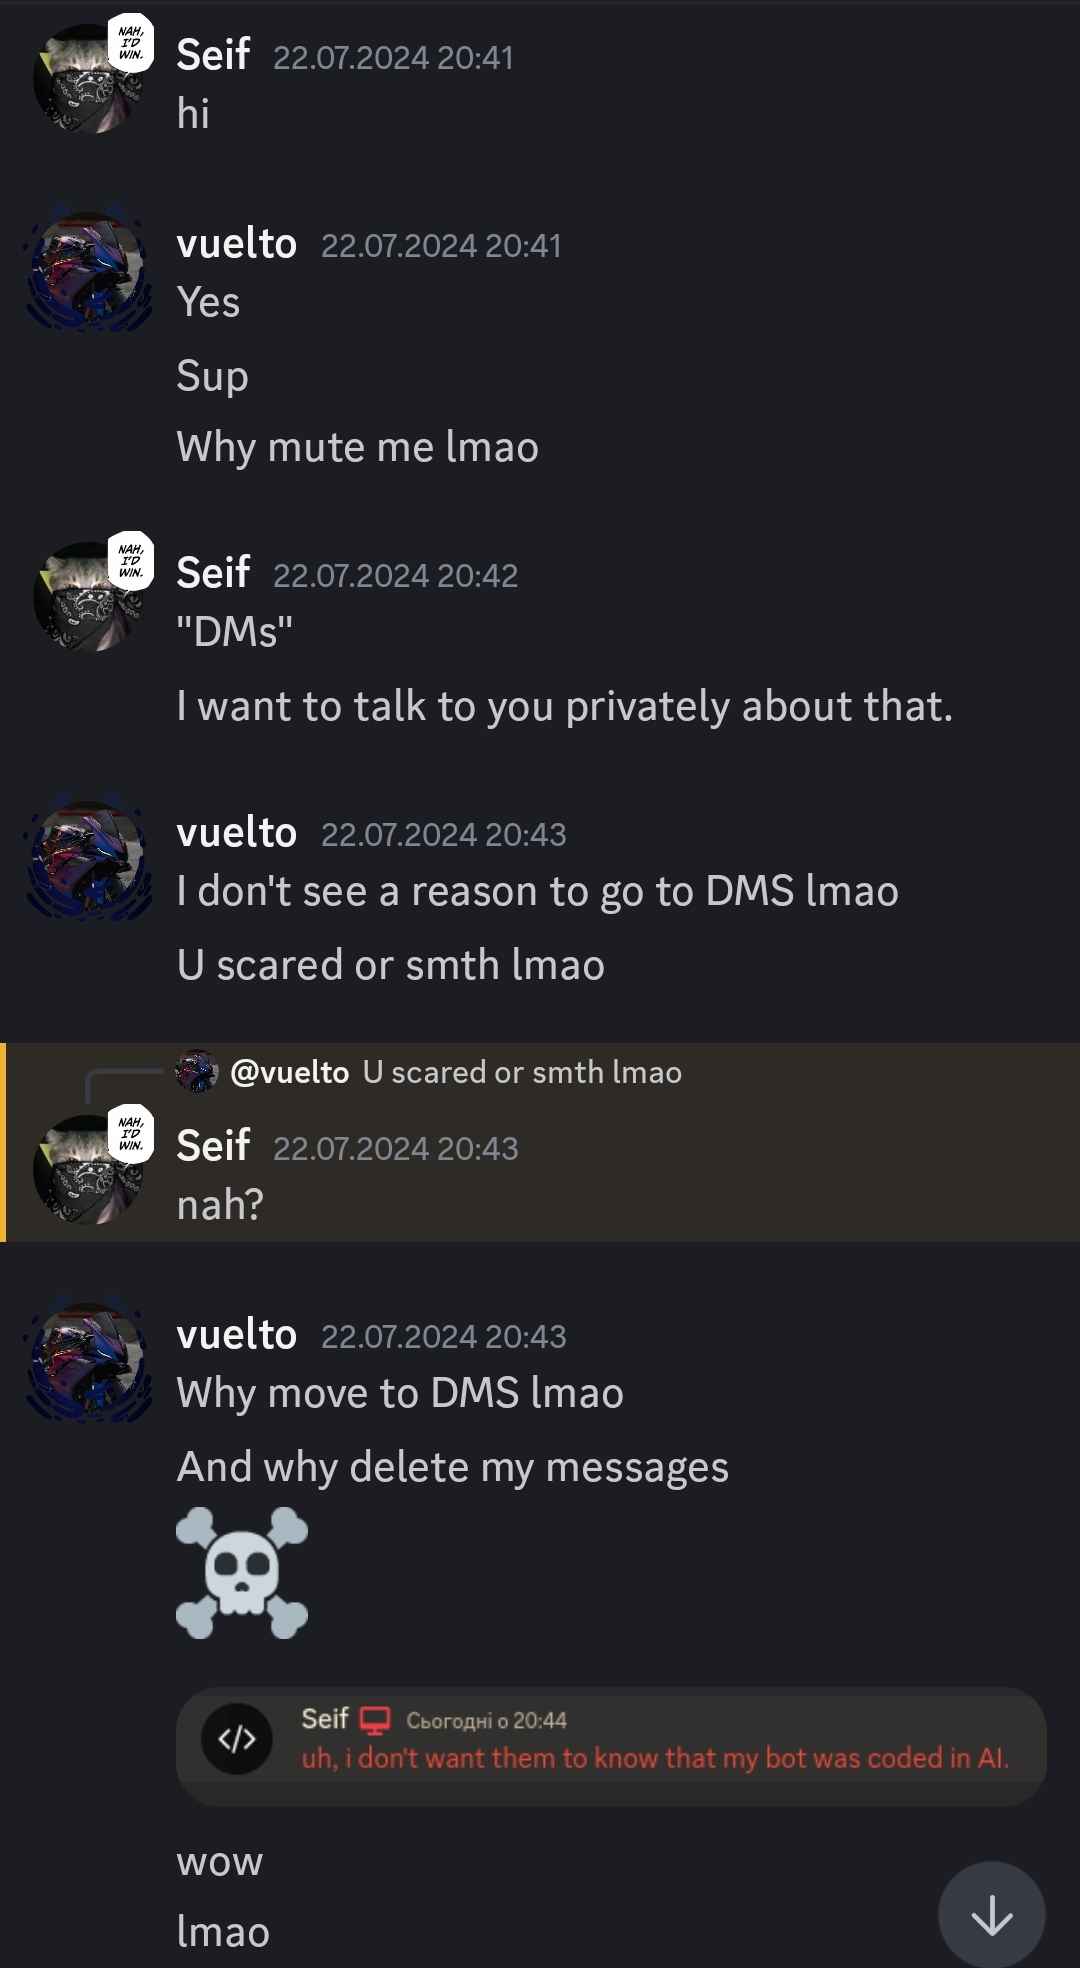 NAH, I'D WIN.
Seif 22.07.2024 20:41
hi
vuelto 22.07.2024 20:41
Yes
Sup
Why mute me lmao
NAH, I'D WIN.
Seif 22.07.2024 20:42
"DMs"
I want to talk to you privately about that.
vuelto 22.07.2024 20:43
I don't see a reason to go to DMS lmao
U scared or smth lmao
@vuelto U scared or smth lmao
NAH, I'D WIN.
Seif 22.07.2024 20:43
nah?
vuelto 22.07.2024 20:43
Why move to DMS lmao
And why delete my messages
</> Seif Сьогодні о 20:44
uh, i don't want them to know that my bot was coded in AI.
wow
lmao